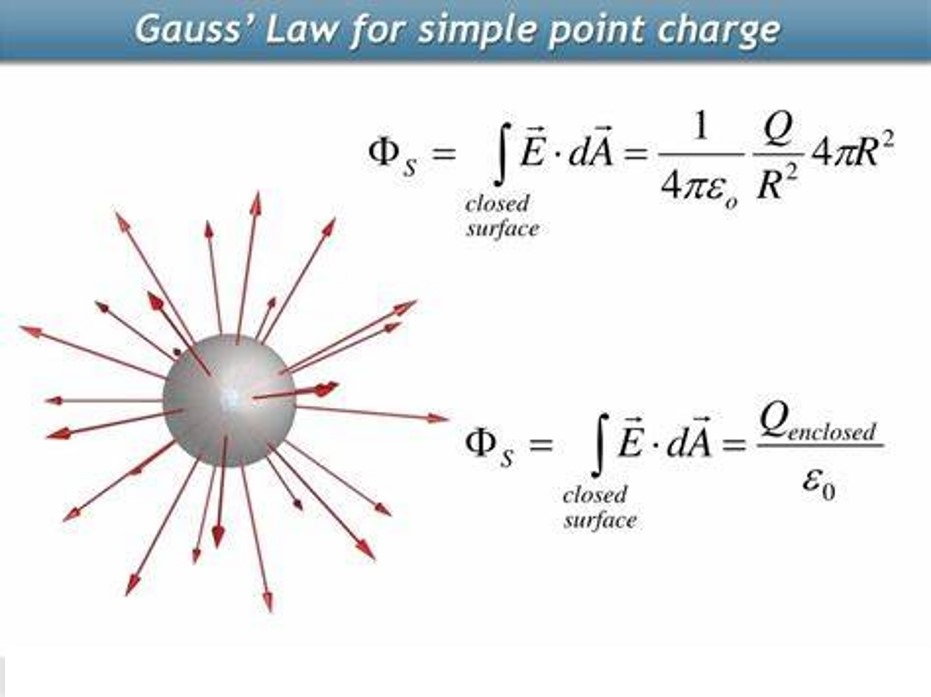 Gauss’ Law for simple point charge
Φ_S = ∫ E⃗ · dA⃗ = 1/(4πε_o) Q/R² 4πR²
closed
surface
Φ_S = ∫ E⃗ · dA⃗ = Q_enclosed/ε_0
closed
surface